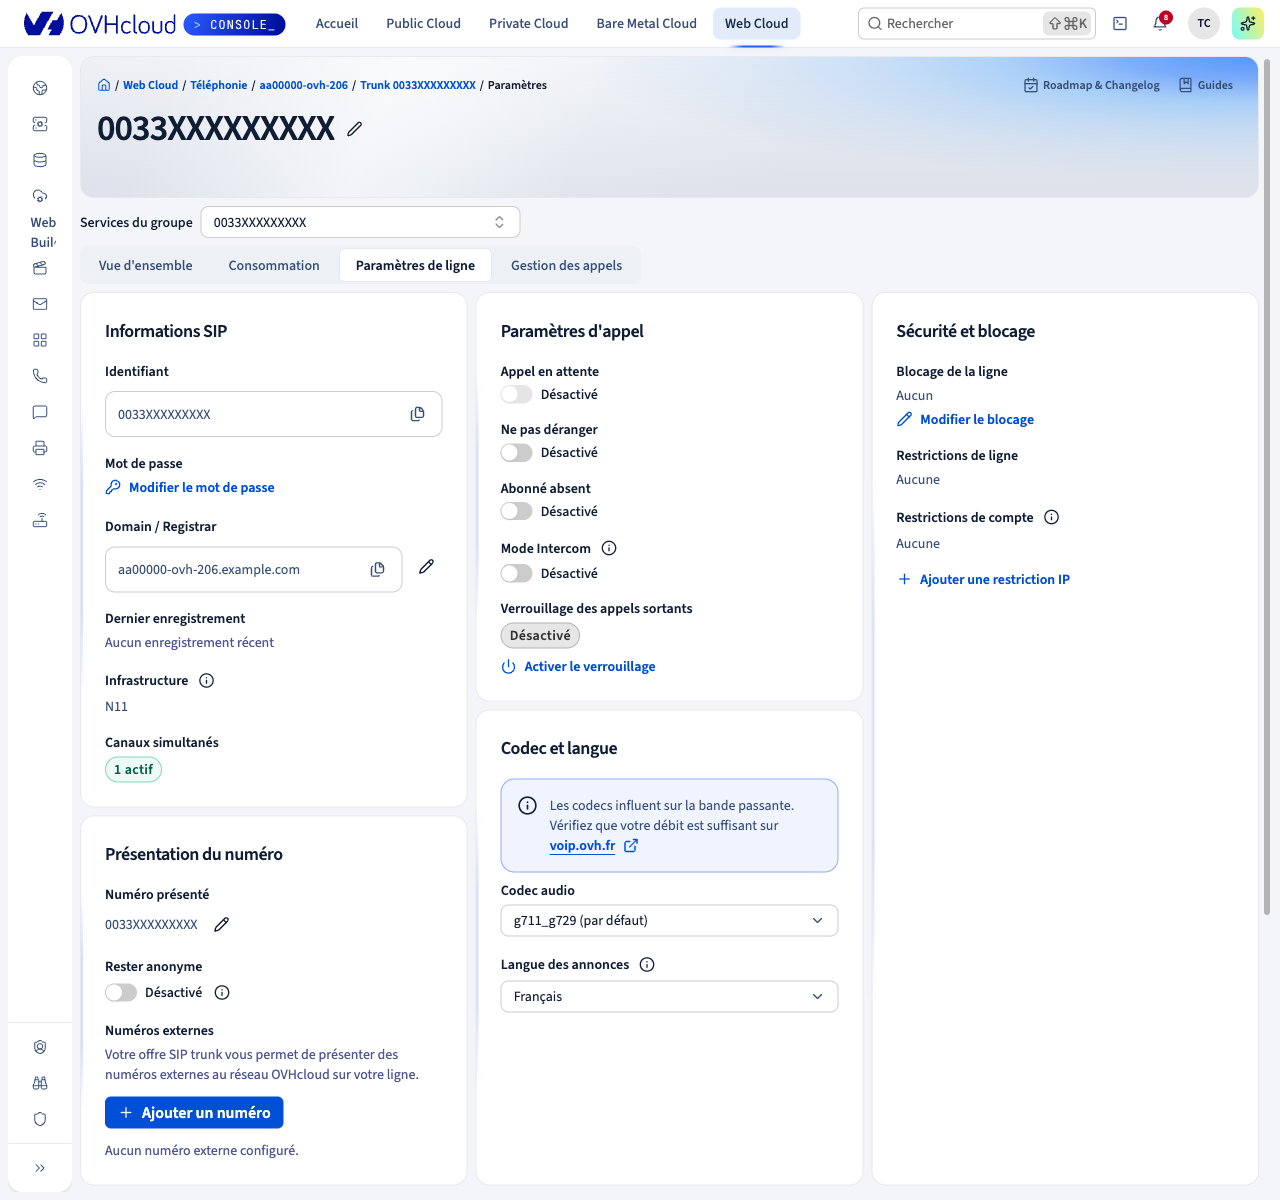 OVHcloud > CONSOLE_ Accueil Public Cloud Private Cloud Bare Metal Cloud Web Cloud Rechercher ⇧⌘K 8 TC
/ Web Cloud / Téléphonie / aa00000-ovh-206 / Trunk 0033XXXXXXXXX / Paramètres
Roadmap & Changelog Guides
0033XXXXXXXXX
Web
Buil
Services du groupe 0033XXXXXXXXX
Vue d'ensemble Consommation Paramètres de ligne Gestion des appels
Informations SIP
Identifiant
0033XXXXXXXXX
Mot de passe
Modifier le mot de passe
Domain / Registrar
aa00000-ovh-206.example.com
Dernier enregistrement
Aucun enregistrement récent
Infrastructure
N11
Canaux simultanés
1 actif
Présentation du numéro
Numéro présenté
0033XXXXXXXXX
Rester anonyme
Désactivé
Numéros externes
Votre offre SIP trunk vous permet de présenter des
numéros externes au réseau OVHcloud sur votre ligne.
Ajouter un numéro
Aucun numéro externe configuré.
Paramètres d'appel
Appel en attente
Désactivé
Ne pas déranger
Désactivé
Abonné absent
Désactivé
Mode Intercom
Désactivé
Verrouillage des appels sortants
Désactivé
Activer le verrouillage
Codec et langue
Les codecs influent sur la bande passante.
Vérifiez que votre débit est suffisant sur
voip.ovh.fr
Codec audio
g711_g729 (par défaut)
Langue des annonces
Français
Sécurité et blocage
Blocage de la ligne
Aucun
Modifier le blocage
Restrictions de ligne
Aucune
Restrictions de compte
Aucune
Ajouter une restriction IP